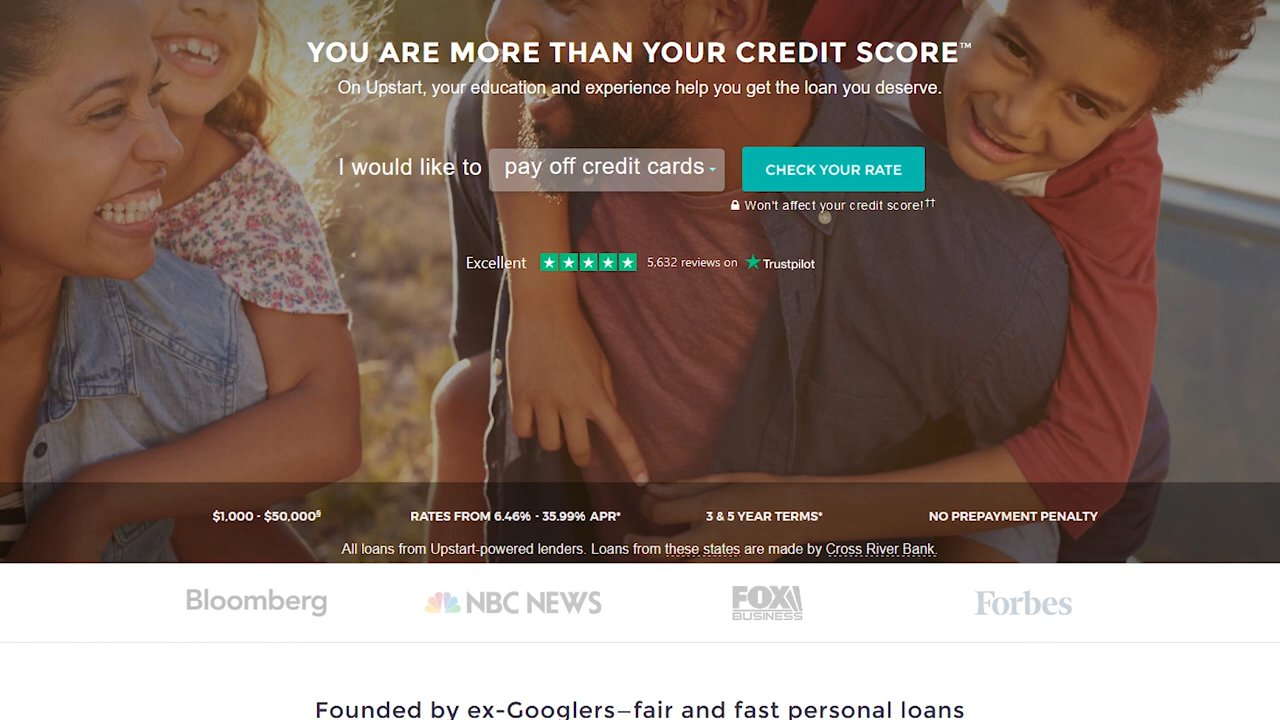 YOU ARE MORE THAN YOUR CREDIT SCORE™
On Upstart, your education and experience help you get the loan you deserve.
I would like to pay off credit cards CHECK YOUR RATE
Won't affect your credit score!††
Excellent 5,632 reviews on Trustpilot
$1,000 - $50,000§ RATES FROM 6.46% - 35.99% APR* 3 & 5 YEAR TERMS* NO PREPAYMENT PENALTY
All loans from Upstart-powered lenders. Loans from these states are made by Cross River Bank.
Bloomberg NBC NEWS FOX BUSINESS Forbes
Founded by ex-Googlers—fair and fast personal loans